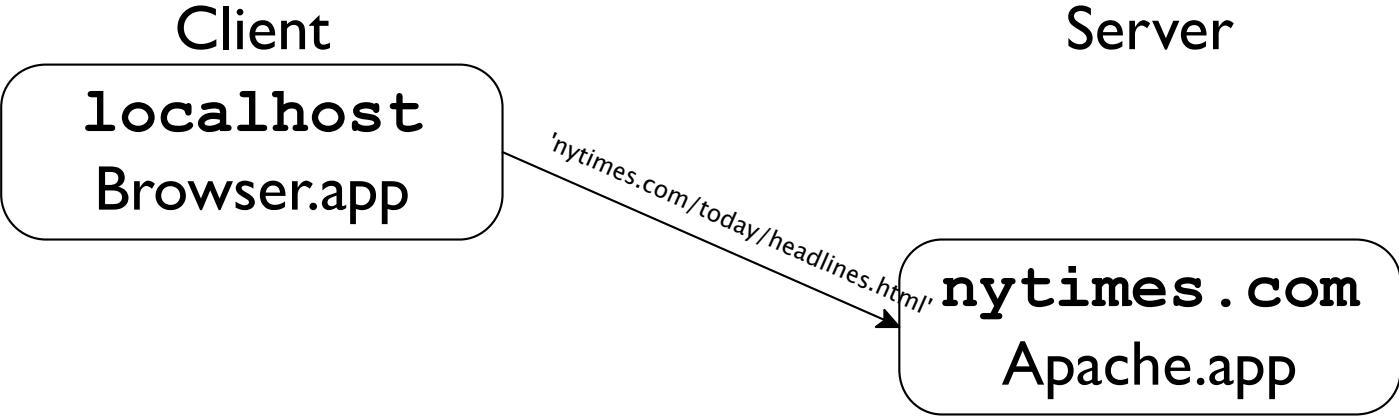 Client
Server
localhost
Browser.app
'nytimes.com/today/headlines.html'
nytimes.com
Apache.app